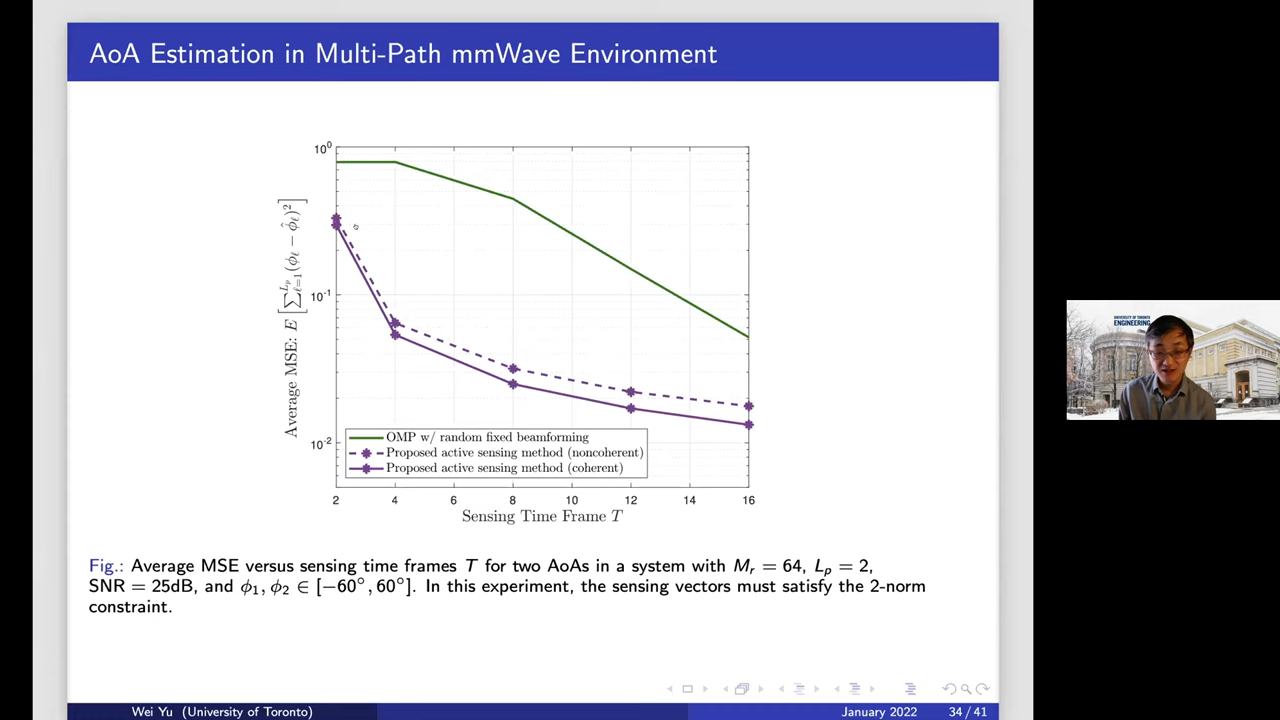 AoA Estimation in Multi-Path mmWave Environment
10^0
10^-1
10^-2
Average MSE: E [∑_{ℓ=1}^{L_p} (ϕ_ℓ − ϕ̂_ℓ)^2]
OMP w/ random fixed beamforming
Proposed active sensing method (noncoherent)
Proposed active sensing method (coherent)
2 4 6 8 10 12 14 16
Sensing Time Frame T
Fig.: Average MSE versus sensing time frames T for two AoAs in a system with M_r = 64, L_p = 2,
SNR = 25dB, and ϕ_1, ϕ_2 ∈ [−60°, 60°]. In this experiment, the sensing vectors must satisfy the 2-norm
constraint.
UNIVERSITY OF TORONTO
ENGINEERING
Wei Yu (University of Toronto)
January 2022
34 / 41